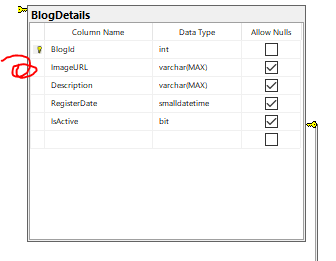 BlogDetails
Column Name Data Type Allow Nulls
BlogId int
ImageURL varchar(MAX)
Description varchar(MAX)
RegisterDate smalldatetime
IsActive bit